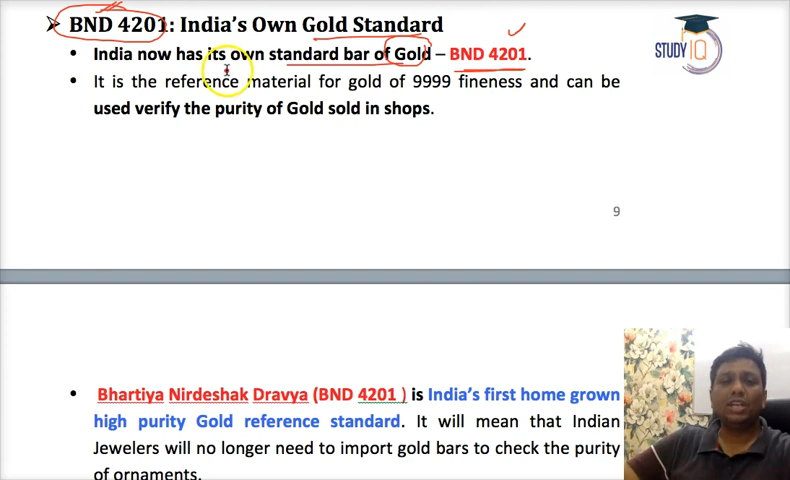 ➢ BND 4201: India's Own Gold Standard
STUDY IQ
• India now has its own standard bar of Gold – BND 4201.
• It is the reference material for gold of 9999 fineness and can be
used verify the purity of Gold sold in shops.
9
• Bhartiya Nirdeshak Dravya (BND 4201 ) is India's first home grown
high purity Gold reference standard. It will mean that Indian
Jewelers will no longer need to import gold bars to check the purity
of ornaments.